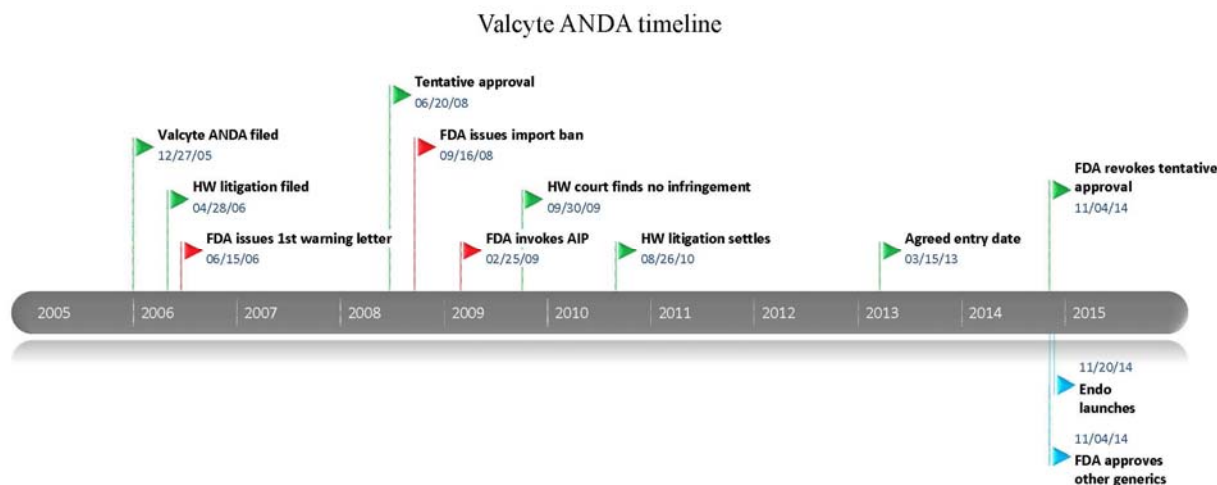 Valcyte ANDA timeline
Tentative approval
06/20/08
Valcyte ANDA filed
12/27/05
FDA issues import ban
09/16/08
HW litigation filed
04/28/06
HW court finds no infringement
09/30/09
FDA revokes tentative
approval
11/04/14
FDA issues 1st warning letter
06/15/06
FDA invokes AIP
02/25/09
HW litigation settles
08/26/10
Agreed entry date
03/15/13
2005 2006 2007 2008 2009 2010 2011 2012 2013 2014 2015
11/20/14
Endo
launches
11/04/14
FDA approves
other generics